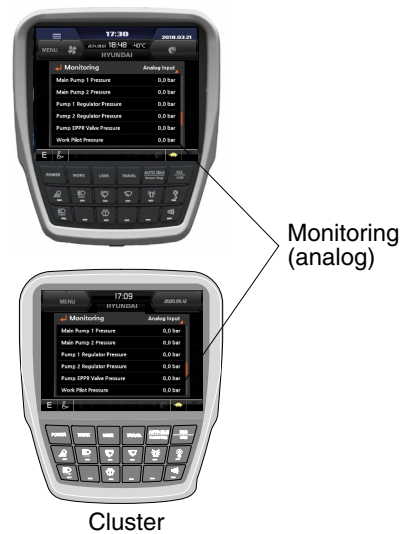 17:30
2018.03.21
MENU
18:48 -40°C
HYUNDAI
Monitoring Analog Input
Main Pump 1 Pressure 0,0 bar
Main Pump 2 Pressure 0,0 bar
Pump 1 Regulator Pressure 0,0 bar
Pump 2 Regulator Pressure 0,0 bar
Pump EPPR Valve Pressure 0,0 bar
Work Pilot Pressure 0,0 bar
E
POWER WORK USER TRAVEL AUTO IDLE ESL
Monitoring
(analog)
MENU 17:09 2020.05.12
HYUNDAI
Monitoring Analog Input
Main Pump 1 Pressure 0,0 bar
Main Pump 2 Pressure 0,0 bar
Pump 1 Regulator Pressure 0,0 bar
Pump 2 Regulator Pressure 0,0 bar
Pump EPPR Valve Pressure 0,0 bar
Work Pilot Pressure 0,0 bar
E
POWER WORK USER TRAVEL
Cluster